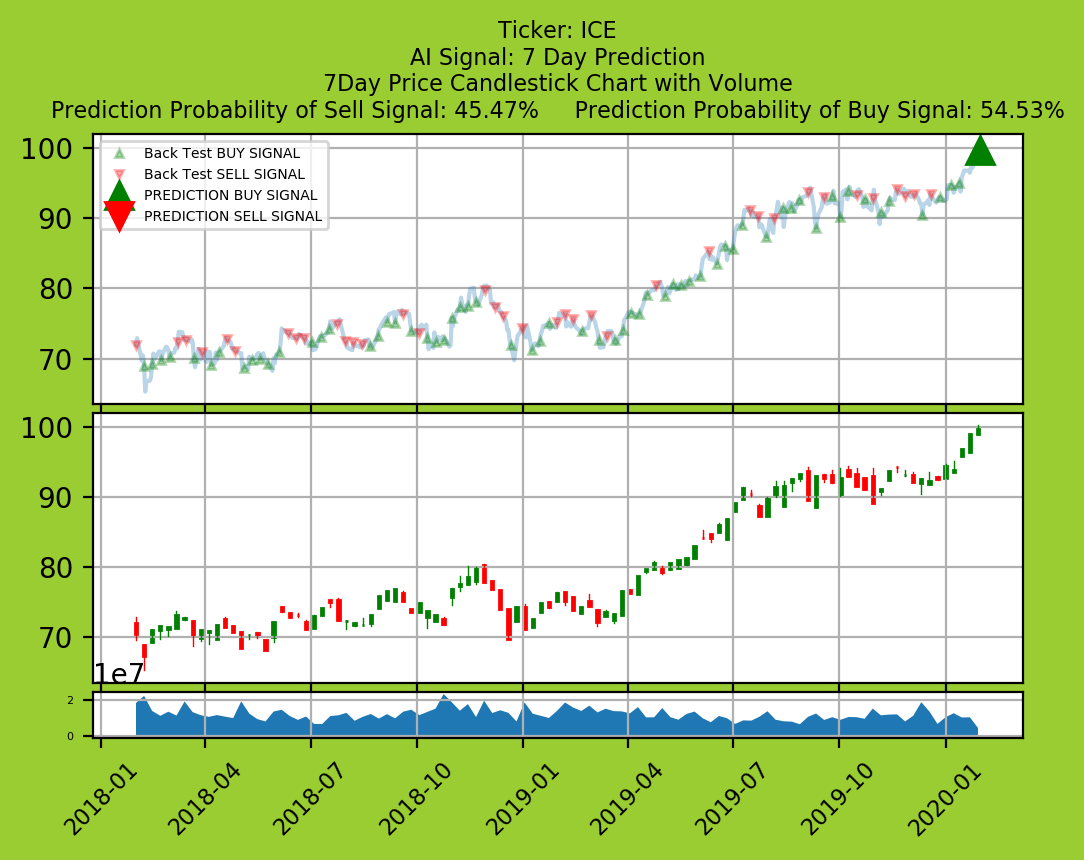 Ticker: ICE
AI Signal: 7 Day Prediction
7Day Price Candlestick Chart with Volume
Prediction Probability of Sell Signal: 45.47%     Prediction Probability of Buy Signal: 54.53%
100
90
80
70
Back Test BUY SIGNAL
Back Test SELL SIGNAL
PREDICTION BUY SIGNAL
PREDICTION SELL SIGNAL
100
90
80
70
1e7
2
0
2018-01
2018-04
2018-07
2018-10
2019-01
2019-04
2019-07
2019-10
2020-01